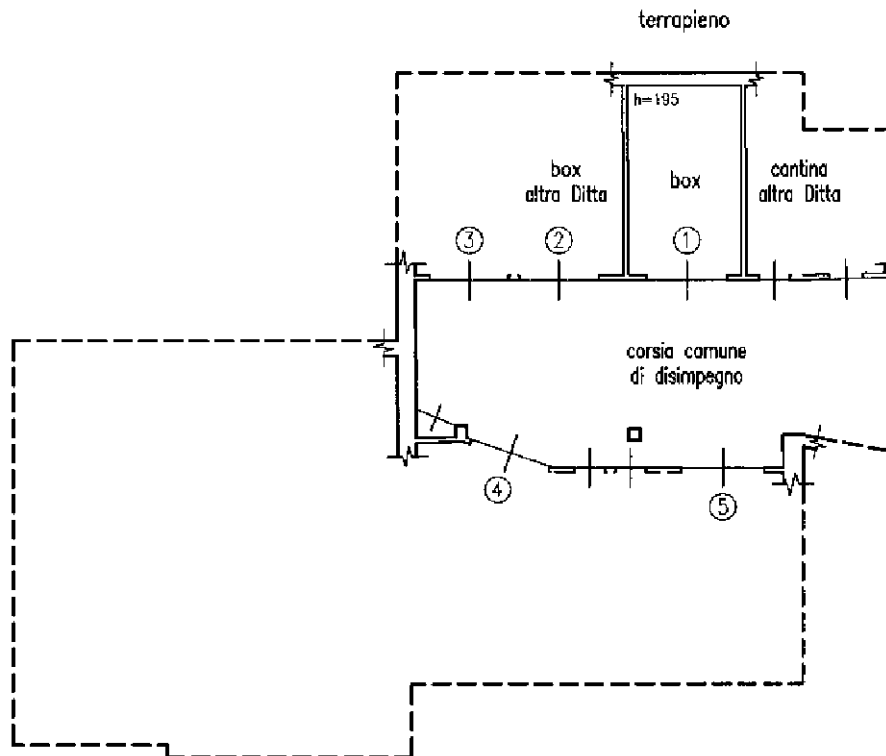 terrapieno
h=195
box
altra Ditta
box
cantina
altra Ditta
3
2
1
corsia comune
di disimpegno
4
5